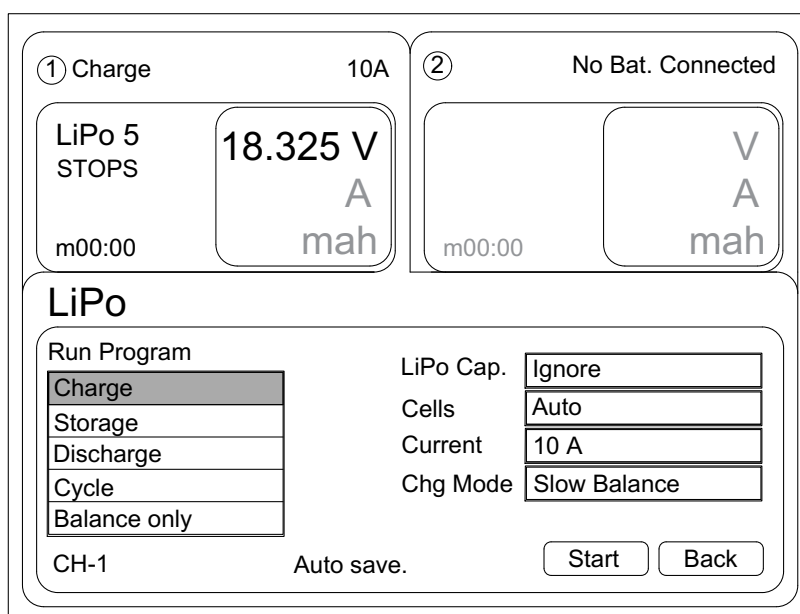 1 Charge 10A
LiPo 5
STOPS
m00:00
18.325 V
A
mah
2 No Bat. Connected
m00:00
V
A
mah
LiPo
Run Program
Charge
Storage
Discharge
Cycle
Balance only
LiPo Cap. Ignore
Cells Auto
Current 10 A
Chg Mode Slow Balance
CH-1 Auto save. Start Back